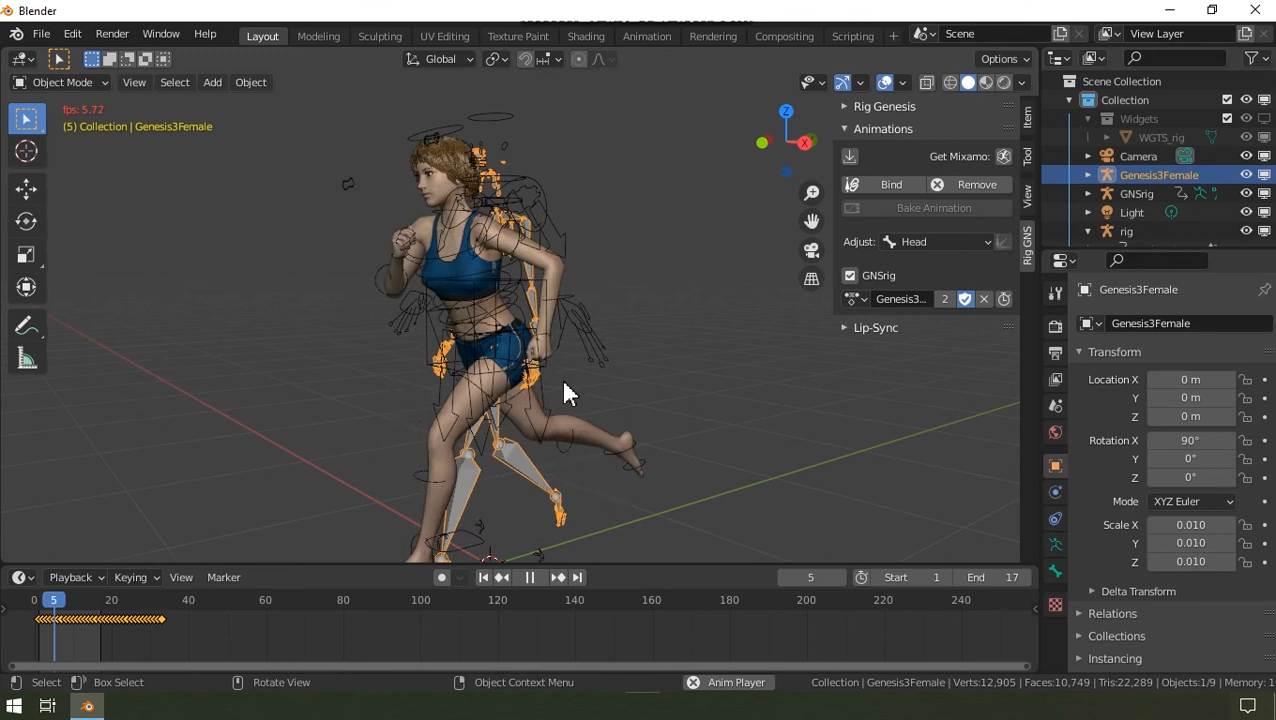 Blender
File Edit Render Window Help Layout Modeling Sculpting UV Editing Texture Paint Shading Animation Rendering Compositing Scripting + Scene View Layer
Global Options
Object Mode View Select Add Object
fps: 5.72
(5) Collection | Genesis3Female
Z
X
Rig Genesis
Animations
Get Mixamo:
Bind Remove
Bake Animation
Adjust: Head
GNSrig
Genesis3... 2
Lip-Sync
Item
Tool
View
Rig GNS
Scene Collection
Collection
Widgets
WGTS_rig
Camera
Genesis3Female
GNSrig
Light
rig
Genesis3Female
Genesis3Female
Transform
Location X 0 m
Y 0 m
Z 0 m
Rotation X 90°
Y 0°
Z 0°
Mode XYZ Euler
Scale X 0.010
Y 0.010
Z 0.010
Delta Transform
Relations
Collections
Instancing
Playback Keying View Marker 5 Start 1 End 17
0 5 20 40 60 80 100 120 140 160 180 200 220 240
Select Box Select Rotate View Object Context Menu Anim Player Collection | Genesis3Female | Verts:12,905 | Faces:10,749 | Tris:22,289 | Objects:1/9 | Memory: 1